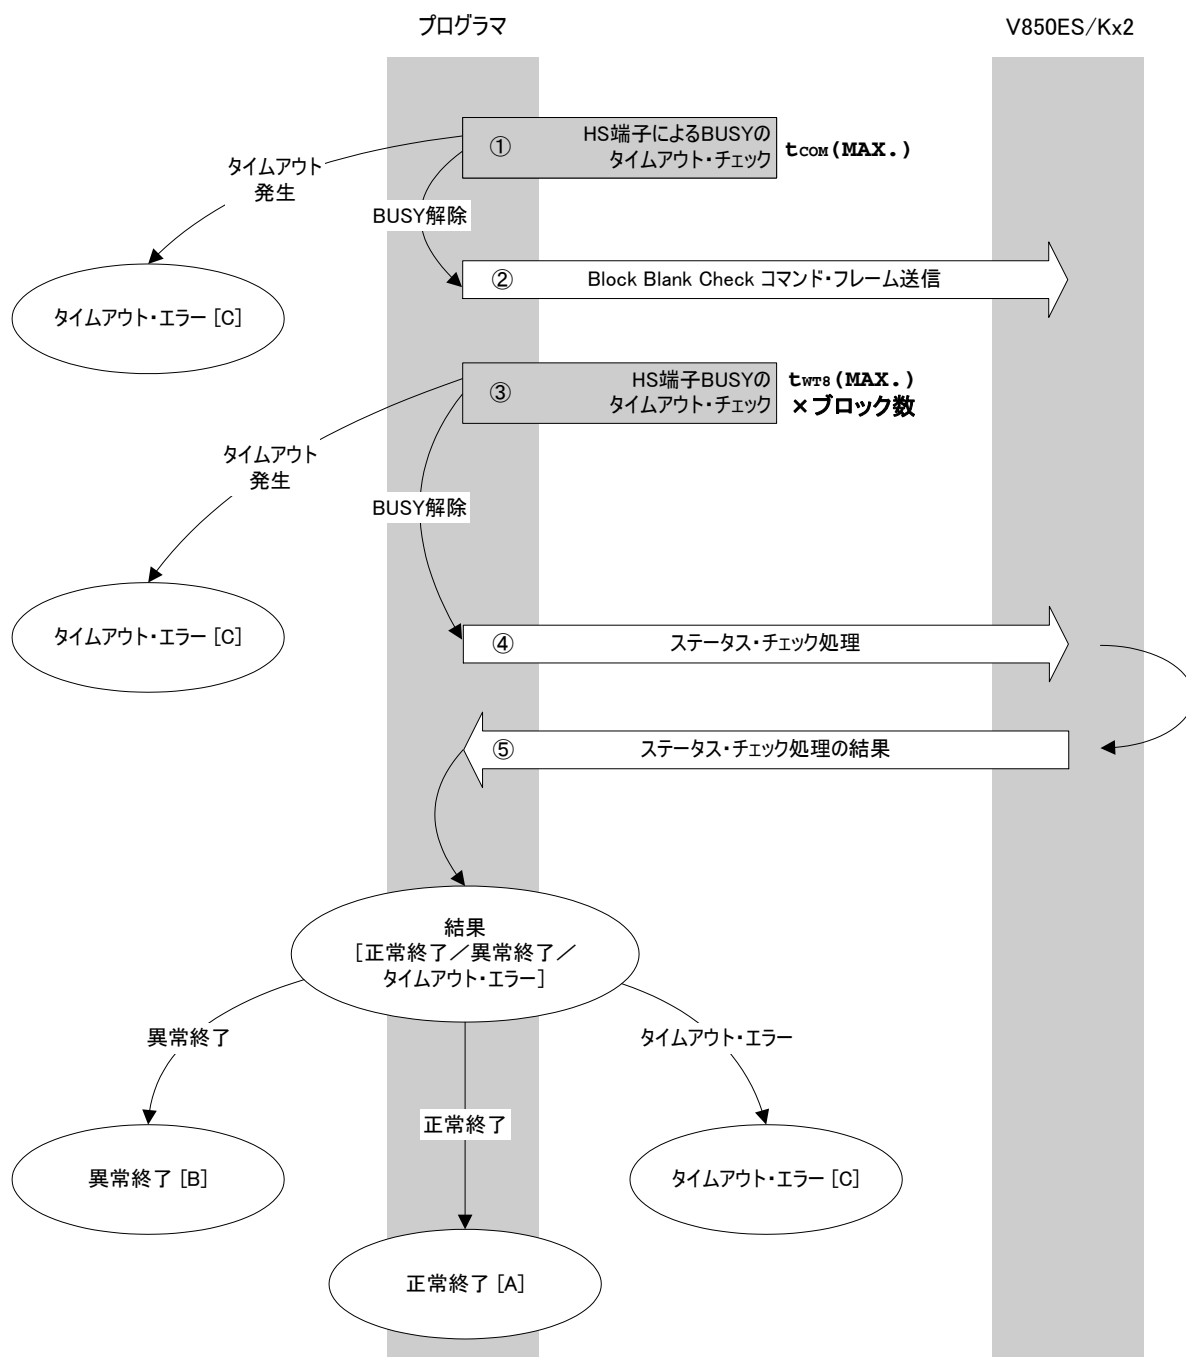 プログラマ
V850ES/Kx2
① HS端子によるBUSYの
タイムアウト・チェック
tCOM(MAX.)
タイムアウト
発生
BUSY解除
② Block Blank Check コマンド・フレーム送信
タイムアウト・エラー [C]
③ HS端子BUSYの
タイムアウト・チェック
tWT8(MAX.)
×ブロック数
タイムアウト
発生
BUSY解除
タイムアウト・エラー [C]
④ ステータス・チェック処理
⑤ ステータス・チェック処理の結果
結果
[正常終了／異常終了／
タイムアウト・エラー]
異常終了
タイムアウト・エラー
正常終了
異常終了 [B]
タイムアウト・エラー [C]
正常終了 [A]